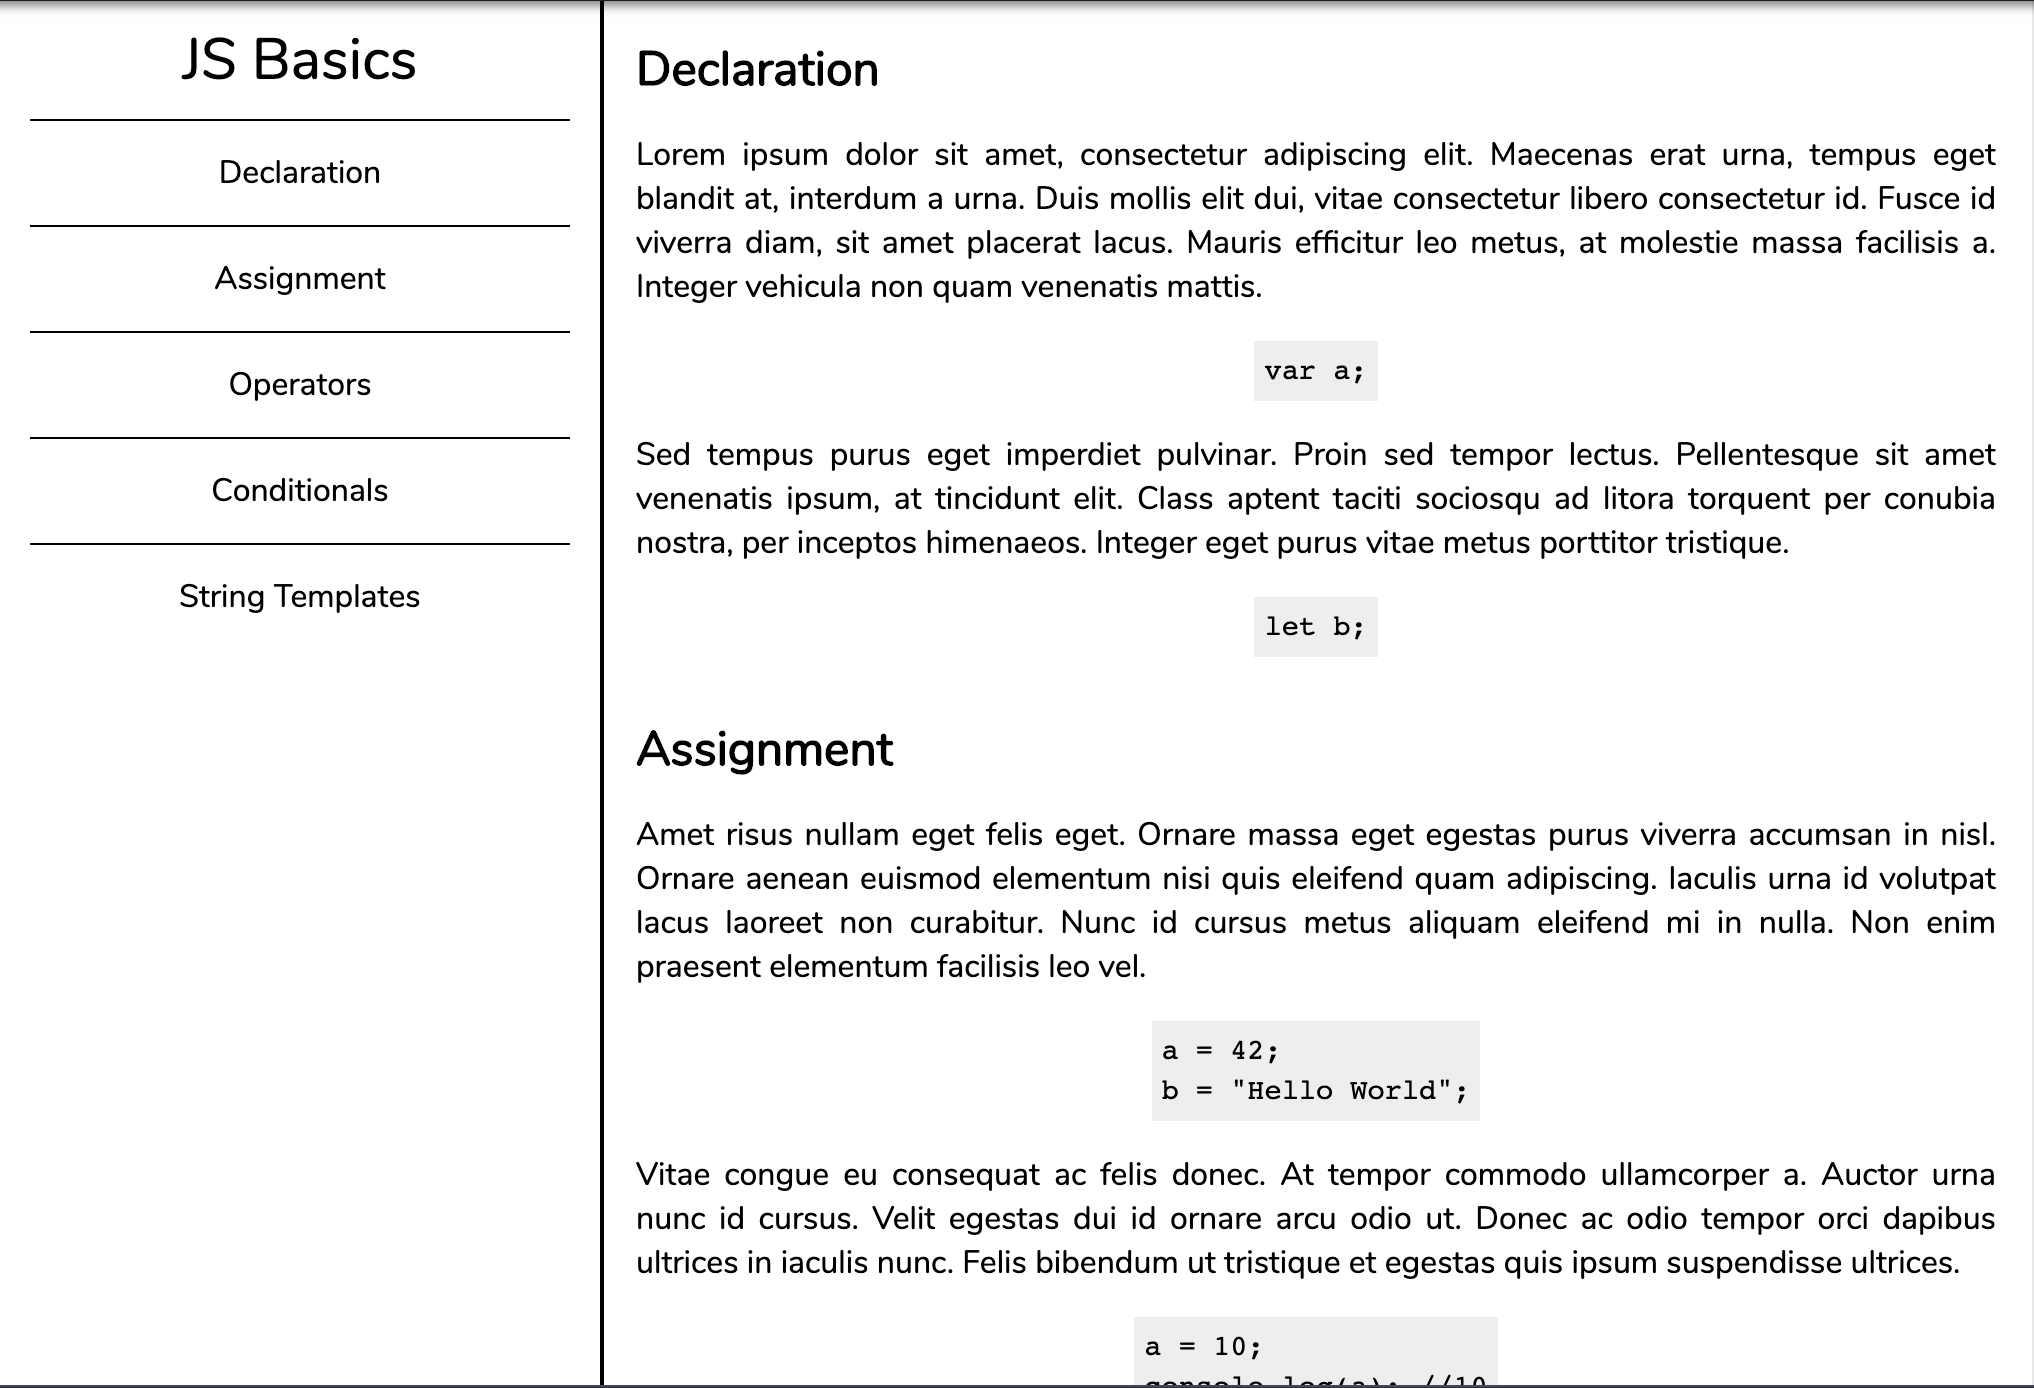 JS Basics
Declaration
Assignment
Operators
Conditionals
String Templates
Declaration
Lorem ipsum dolor sit amet, consectetur adipiscing elit. Maecenas erat urna, tempus eget
blandit at, interdum a urna. Duis mollis elit dui, vitae consectetur libero consectetur id. Fusce id
viverra diam, sit amet placerat lacus. Mauris efficitur leo metus, at molestie massa facilisis a.
Integer vehicula non quam venenatis mattis.
var a;
Sed tempus purus eget imperdiet pulvinar. Proin sed tempor lectus. Pellentesque sit amet
venenatis ipsum, at tincidunt elit. Class aptent taciti sociosqu ad litora torquent per conubia
nostra, per inceptos himenaeos. Integer eget purus vitae metus porttitor tristique.
let b;
Assignment
Amet risus nullam eget felis eget. Ornare massa eget egestas purus viverra accumsan in nisl.
Ornare aenean euismod elementum nisi quis eleifend quam adipiscing. Iaculis urna id volutpat
lacus laoreet non curabitur. Nunc id cursus metus aliquam eleifend mi in nulla. Non enim
praesent elementum facilisis leo vel.
a = 42;
b = "Hello World";
Vitae congue eu consequat ac felis donec. At tempor commodo ullamcorper a. Auctor urna
nunc id cursus. Velit egestas dui id ornare arcu odio ut. Donec ac odio tempor orci dapibus
ultrices in iaculis nunc. Felis bibendum ut tristique et egestas quis ipsum suspendisse ultrices.
a = 10;
console.log(a); //10